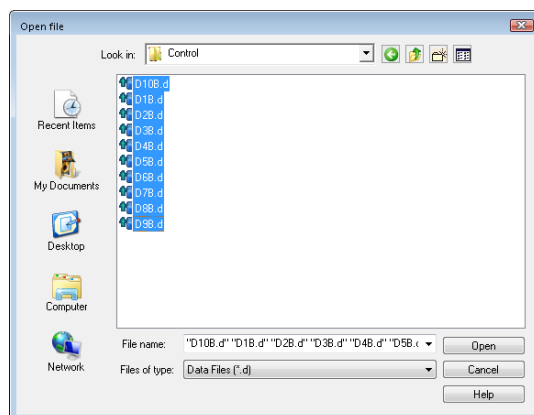 Open file
Look in: Control
D10B.d
D1B.d
D2B.d
D3B.d
D4B.d
D5B.d
D6B.d
D7B.d
D8B.d
D9B.d
Recent Items
My Documents
Desktop
Computer
Network
File name: "D10B.d" "D1B.d" "D2B.d" "D3B.d" "D4B.d" "D5B.(
Open
Files of type: Data Files (*.d)
Cancel
Help